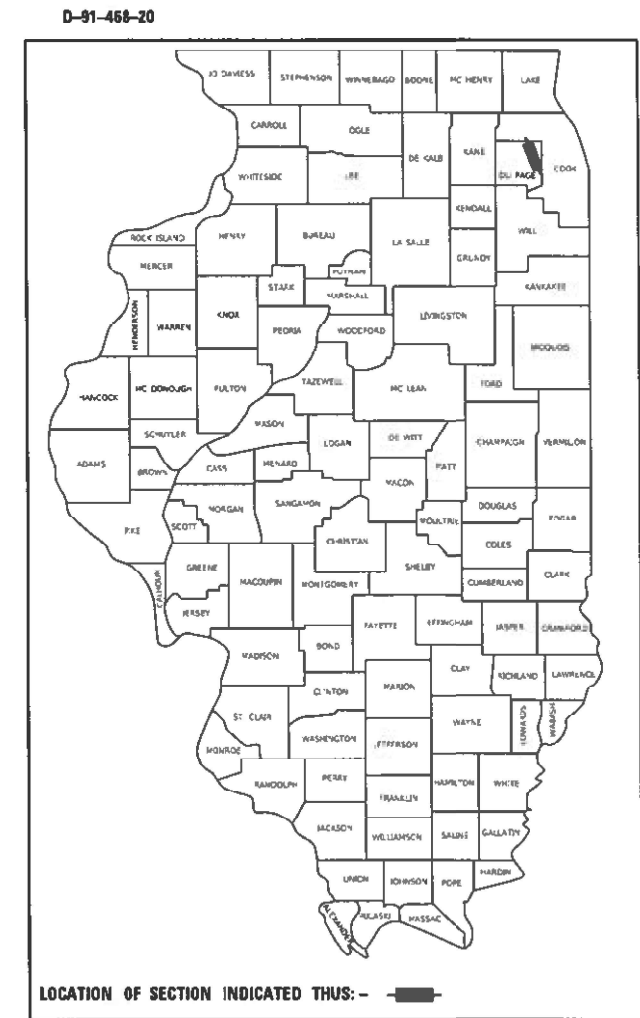 D-91-468-20
JO DAVIESS STEPHENSON WINNEBAGO BOONE MC HENRY LAKE
CARROLL OGLE
DE KALB KANE COOK
WHITESIDE LEE DU PAGE
KENDALL
ROCK ISLAND HENRY BUREAU LA SALLE WILL
MERCER GRUNDY
PUTNAM
STARK MARSHALL KANKAKEE
HENDERSON WARREN KNOX PEORIA WOODFORD LIVINGSTON
IROQUOIS
HANCOCK MC DONOUGH FULTON TAZEWELL MC LEAN FORD
SCHUYLER MASON
LOGAN DE WITT CHAMPAIGN VERMILION
ADAMS BROWN CASS MENARD PIATT
MACON
MORGAN SANGAMON DOUGLAS
PIKE SCOTT MOULTRIE EDGAR
CHRISTIAN COLES
GREENE SHELBY
CALHOUN MACOUPIN MONTGOMERY CUMBERLAND CLARK
JERSEY
FAYETTE EFFINGHAM JASPER CRAWFORD
MADISON BOND
CLAY RICHLAND LAWRENCE
CLINTON MARION
ST. CLAIR WAYNE EDWARDS WABASH
WASHINGTON JEFFERSON
MONROE
RANDOLPH PERRY HAMILTON WHITE
FRANKLIN
JACKSON WILLIAMSON SALINE GALLATIN
HARDIN
UNION JOHNSON POPE
ALEXANDER PULASKI MASSAC
LOCATION OF SECTION INDICATED THUS: -